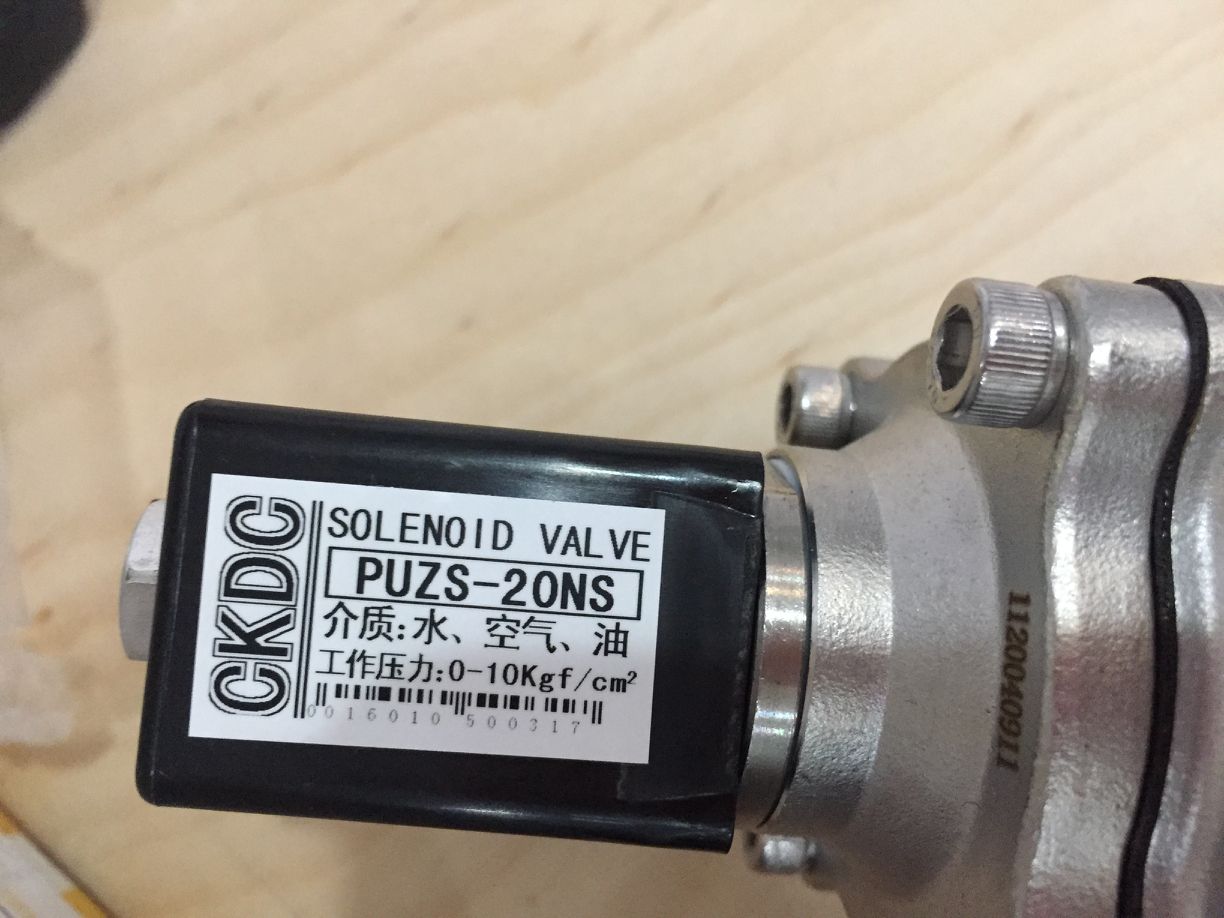 CKDC
SOLENOID VALVE
PUZS-20NS
介质:水、空气、油
工作压力:0-10Kgf/cm²
0016010 500317
1120040911